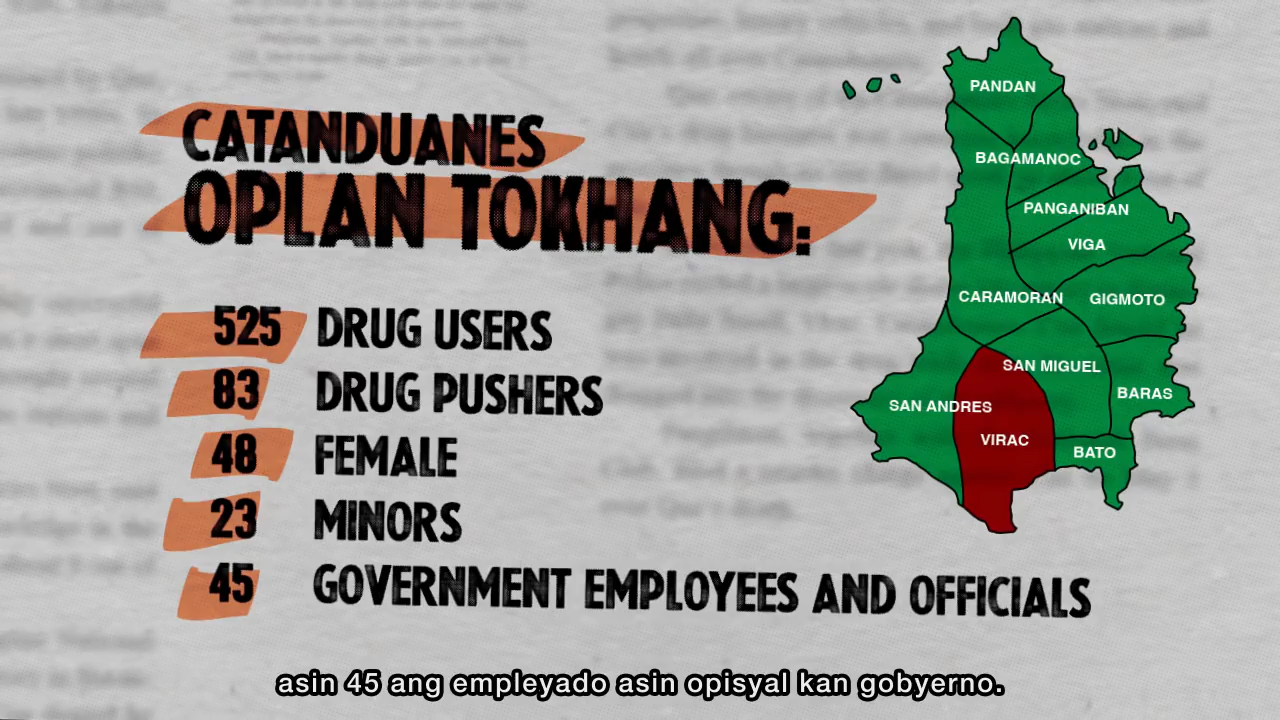 CATANDUANES
OPLAN TOKHANG:
525 DRUG USERS
83 DRUG PUSHERS
48 FEMALE
23 MINORS
45 GOVERNMENT EMPLOYEES AND OFFICIALS
PANDAN
BAGAMANOC
PANGANIBAN
VIGA
CARAMORAN
GIGMOTO
SAN MIGUEL
BARAS
SAN ANDRES
VIRAC
BATO
asin 45 ang empleyado asin opisyal kan gobyerno.